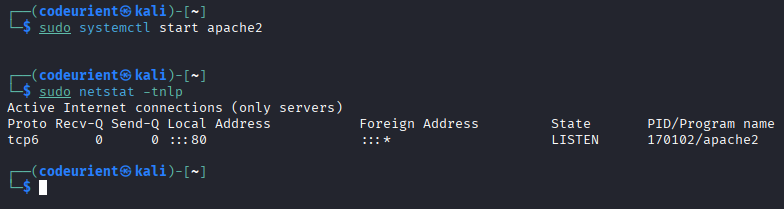 ┌──(codeurient㉿kali)-[~]
└─$ sudo systemctl start apache2
┌──(codeurient㉿kali)-[~]
└─$ sudo netstat -tnlp
Active Internet connections (only servers)
Proto Recv-Q Send-Q Local Address           Foreign Address         State       PID/Program name
tcp6       0      0 :::80                   :::*                    LISTEN      170102/apache2
┌──(codeurient㉿kali)-[~]
└─$